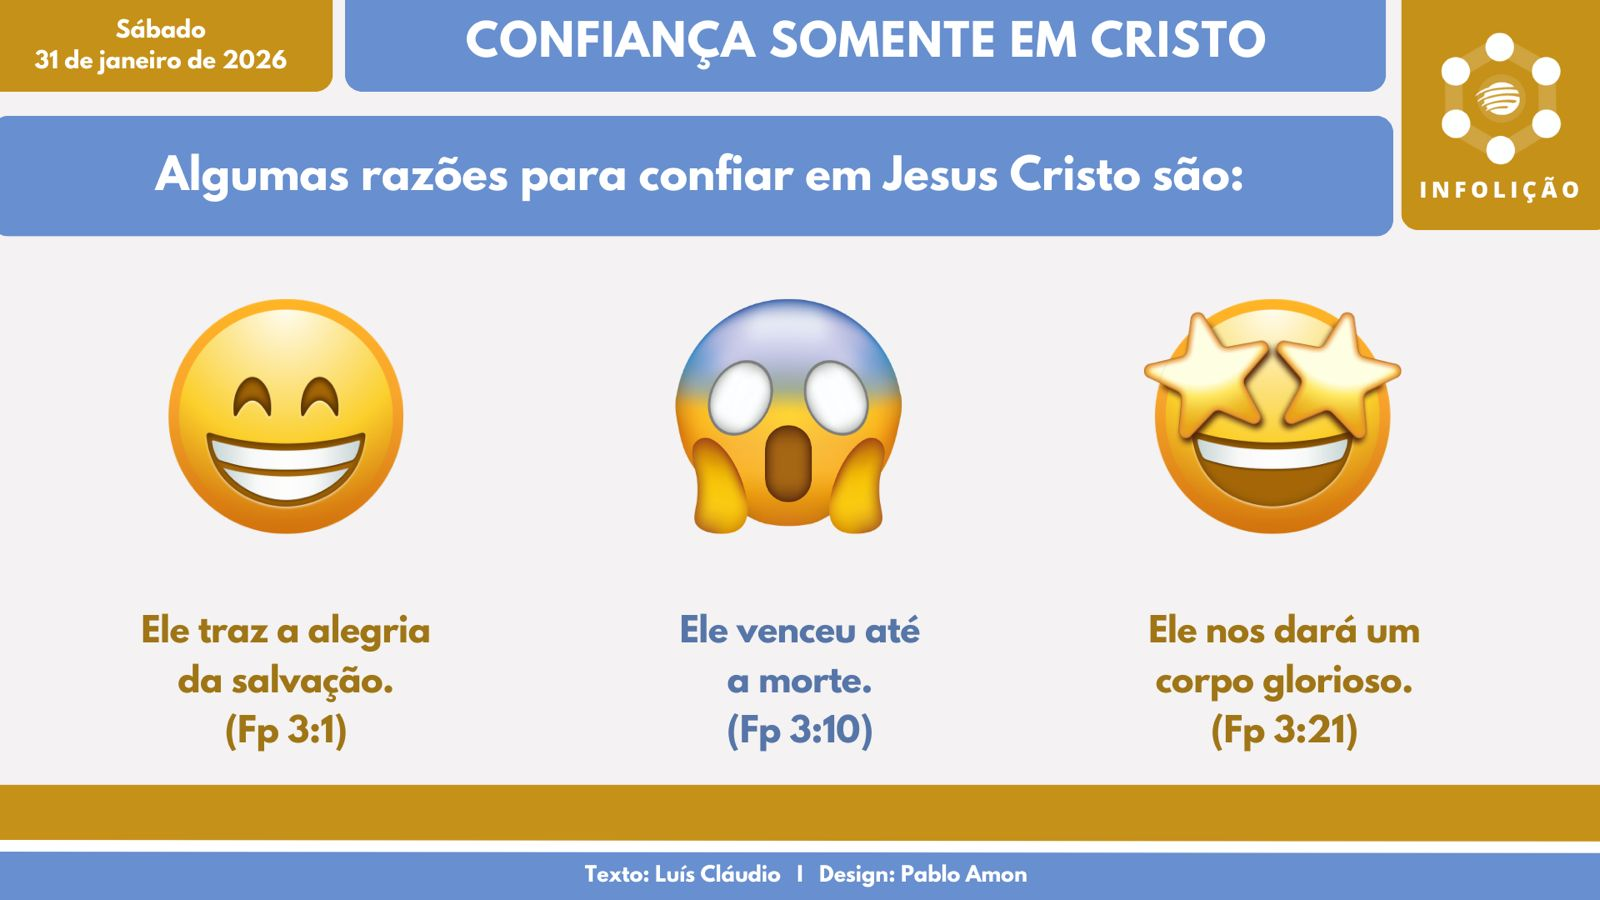 Sábado
31 de janeiro de 2026
CONFIANÇA SOMENTE EM CRISTO
INFOLIÇÃO
Algumas razões para confiar em Jesus Cristo são:
Ele traz a alegria
da salvação.
(Fp 3:1)
Ele venceu até
a morte.
(Fp 3:10)
Ele nos dará um
corpo glorioso.
(Fp 3:21)
Texto: Luís Cláudio | Design: Pablo Amon